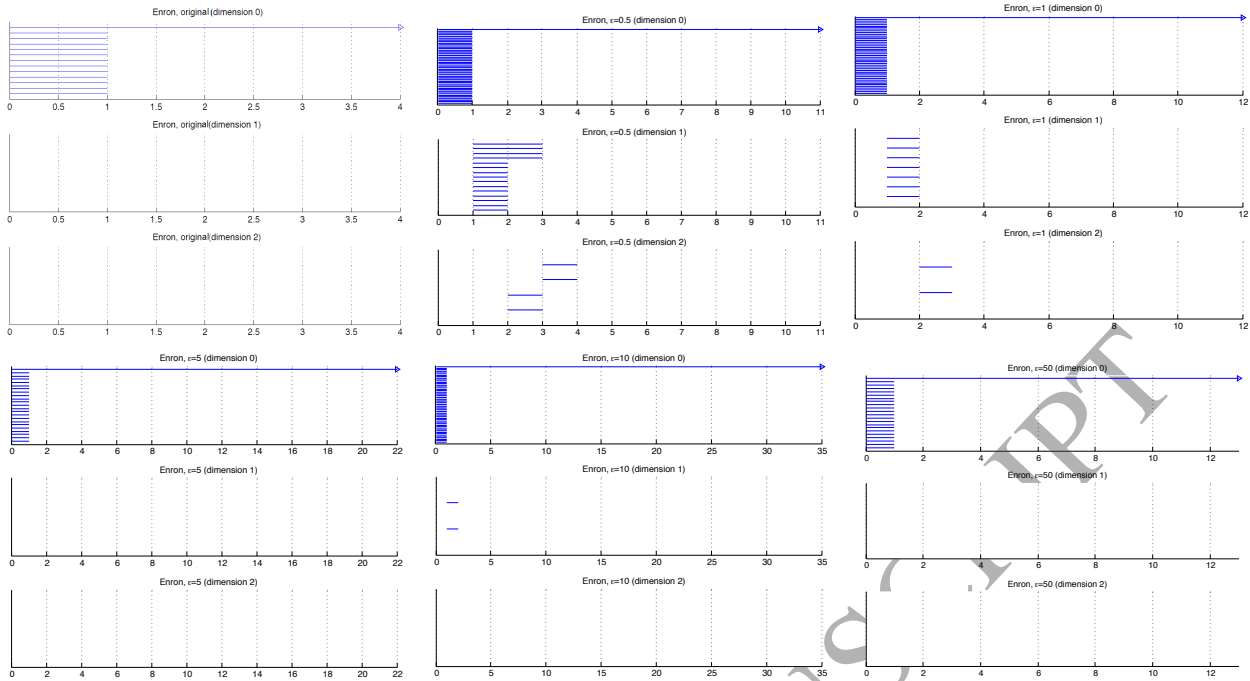 Enron, original (dimension 0)
0 0.5 1 1.5 2 2.5 3 3.5 4
Enron, original(dimension 1)
0 0.5 1 1.5 2 2.5 3 3.5 4
Enron, original(dimension 2)
0 0.5 1 1.5 2 2.5 3 3.5 4
Enron, ε=0.5 (dimension 0)
0 1 2 3 4 5 6 7 8 9 10 11
Enron, ε=0.5 (dimension 1)
0 1 2 3 4 5 6 7 8 9 10 11
Enron, ε=0.5 (dimension 2)
0 1 2 3 4 5 6 7 8 9 10 11
Enron, ε=1 (dimension 0)
0 2 4 6 8 10 12
Enron, ε=1 (dimension 1)
0 2 4 6 8 10 12
Enron, ε=1 (dimension 2)
0 2 4 6 8 10 12
Enron, ε=5 (dimension 0)
0 2 4 6 8 10 12 14 16 18 20 22
Enron, ε=5 (dimension 1)
0 2 4 6 8 10 12 14 16 18 20 22
Enron, ε=5 (dimension 2)
0 2 4 6 8 10 12 14 16 18 20 22
Enron, ε=10 (dimension 0)
0 5 10 15 20 25 30 35
Enron, ε=10 (dimension 1)
0 5 10 15 20 25 30 35
Enron, ε=10 (dimension 2)
0 5 10 15 20 25 30 35
Enron, ε=50 (dimension 0)
0 2 4 6 8 10 12
Enron, ε=50 (dimension 1)
0 2 4 6 8 10 12
Enron, ε=50 (dimension 2)
0 2 4 6 8 10 12